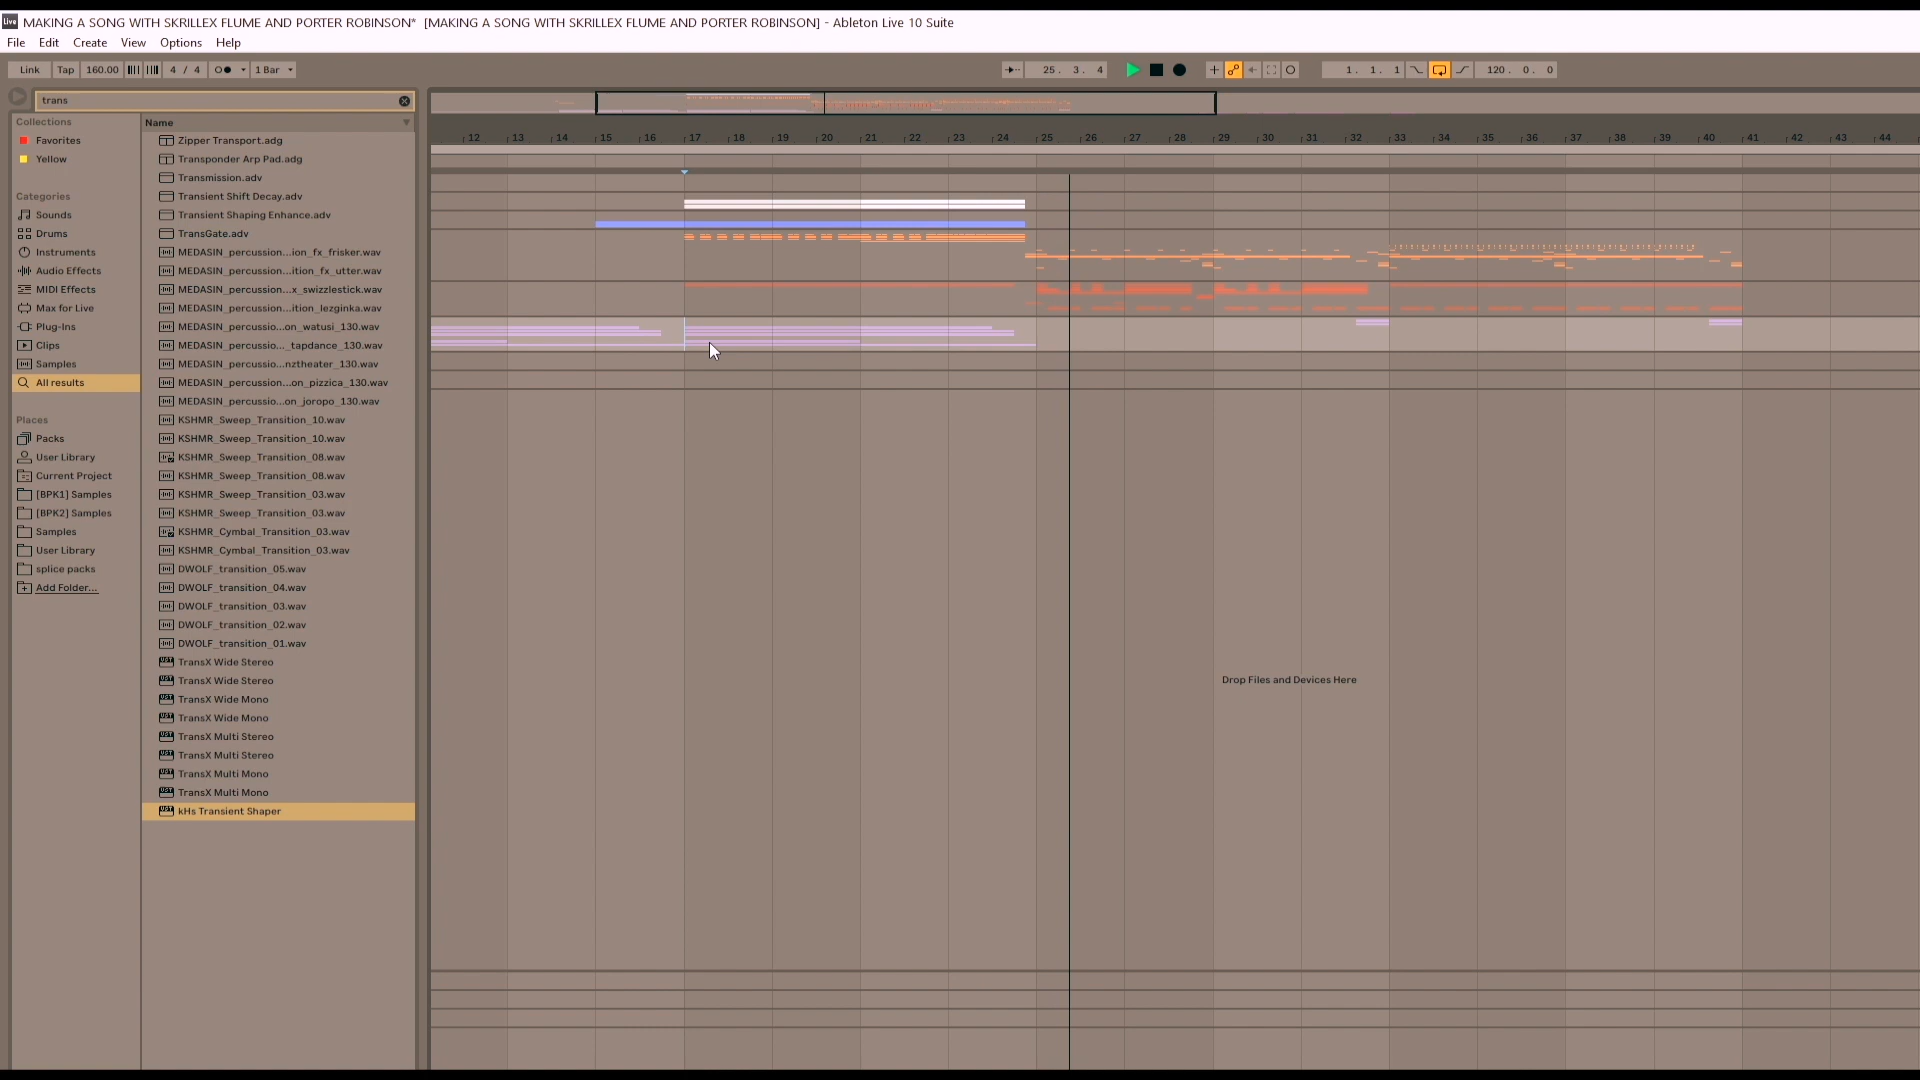 MAKING A SONG WITH SKRILLEX FLUME AND PORTER ROBINSON* [MAKING A SONG WITH SKRILLEX FLUME AND PORTER ROBINSON] - Ableton Live 10 Suite
File Edit Create View Options Help
Link Tap 160.00 4 / 4 1 Bar 25. 3. 4 1. 1. 1 120. 0. 0
trans
Collections
Favorites
Yellow
Categories
Sounds
Drums
Instruments
Audio Effects
MIDI Effects
Max for Live
Plug-Ins
Clips
Samples
All results
Places
Packs
User Library
Current Project
[BPK1] Samples
[BPK2] Samples
Samples
User Library
splice packs
Add Folder...
Name
Zipper Transport.adg
Transponder Arp Pad.adg
Transmission.adv
Transient Shift Decay.adv
Transient Shaping Enhance.adv
TransGate.adv
MEDASIN_percussion...ion_fx_frisker.wav
MEDASIN_percussion...ition_fx_utter.wav
MEDASIN_percussion...x_swizzlestick.wav
MEDASIN_percussion...ition_lezginka.wav
MEDASIN_percussio...on_watusi_130.wav
MEDASIN_percussio..._tapdance_130.wav
MEDASIN_percussion...nztheater_130.wav
MEDASIN_percussion...on_pizzica_130.wav
MEDASIN_percussio...on_joropo_130.wav
KSHMR_Sweep_Transition_10.wav
KSHMR_Sweep_Transition_10.wav
KSHMR_Sweep_Transition_08.wav
KSHMR_Sweep_Transition_08.wav
KSHMR_Sweep_Transition_03.wav
KSHMR_Sweep_Transition_03.wav
KSHMR_Cymbal_Transition_03.wav
KSHMR_Cymbal_Transition_03.wav
DWOLF_transition_05.wav
DWOLF_transition_04.wav
DWOLF_transition_03.wav
DWOLF_transition_02.wav
DWOLF_transition_01.wav
TransX Wide Stereo
TransX Wide Stereo
TransX Wide Mono
TransX Wide Mono
TransX Multi Stereo
TransX Multi Stereo
TransX Multi Mono
TransX Multi Mono
kHs Transient Shaper
12 13 14 15 16 17 18 19 20 21 22 23 24 25 26 27 28 29 30 31 32 33 34 35 36 37 38 39 40 41 42 43 44
Drop Files and Devices Here